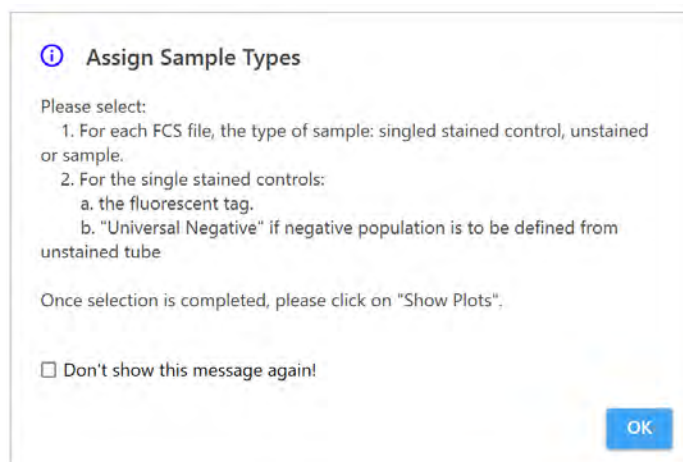 Assign Sample Types
Please select:
1. For each FCS file, the type of sample: singled stained control, unstained
or sample.
2. For the single stained controls:
a. the fluorescent tag.
b. "Universal Negative" if negative population is to be defined from
unstained tube
Once selection is completed, please click on "Show Plots".
Don't show this message again!
OK